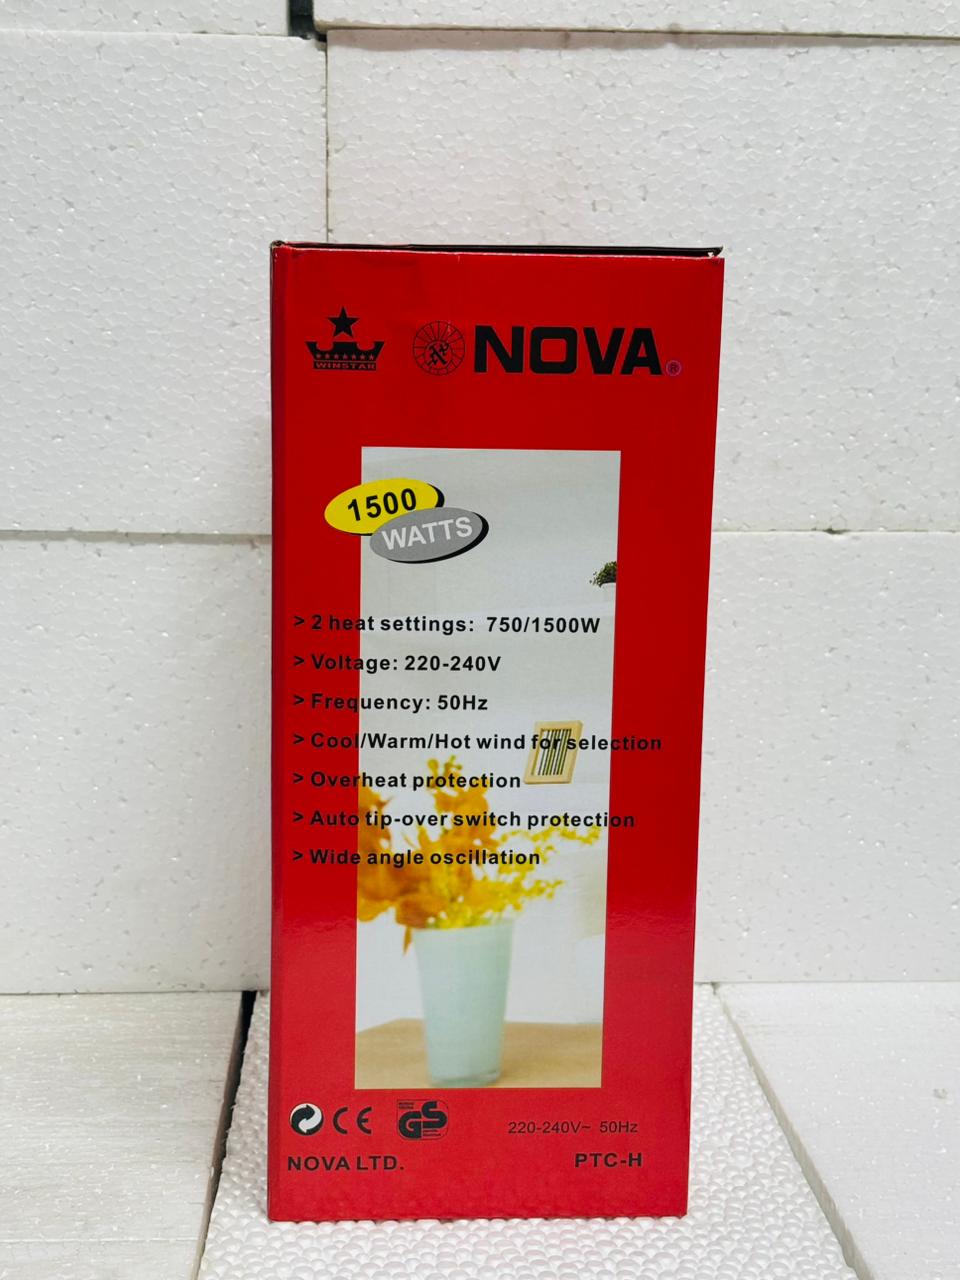 WINSTAR
NOVA®
1500
WATTS
> 2 heat settings: 750/1500W
> Voltage: 220-240V
> Frequency: 50Hz
> Cool/Warm/Hot wind for selection
> Overheat protection
> Auto tip-over switch protection
> Wide angle oscillation
CE
GS
220-240V~ 50Hz
NOVA LTD.
PTC-H